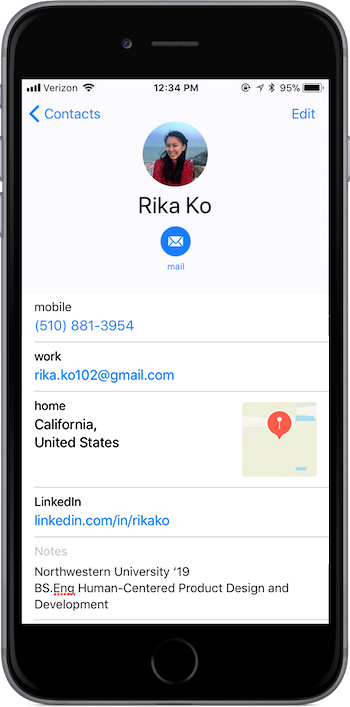 Verizon 12:34 PM 95%
Contacts Edit
Rika Ko
mail
mobile
(510) 881-3954
work
rika.ko102@gmail.com
home
California,
United States
LinkedIn
linkedin.com/in/rikako
Notes
Northwestern University ‘19
BS.Eng Human-Centered Product Design and
Development